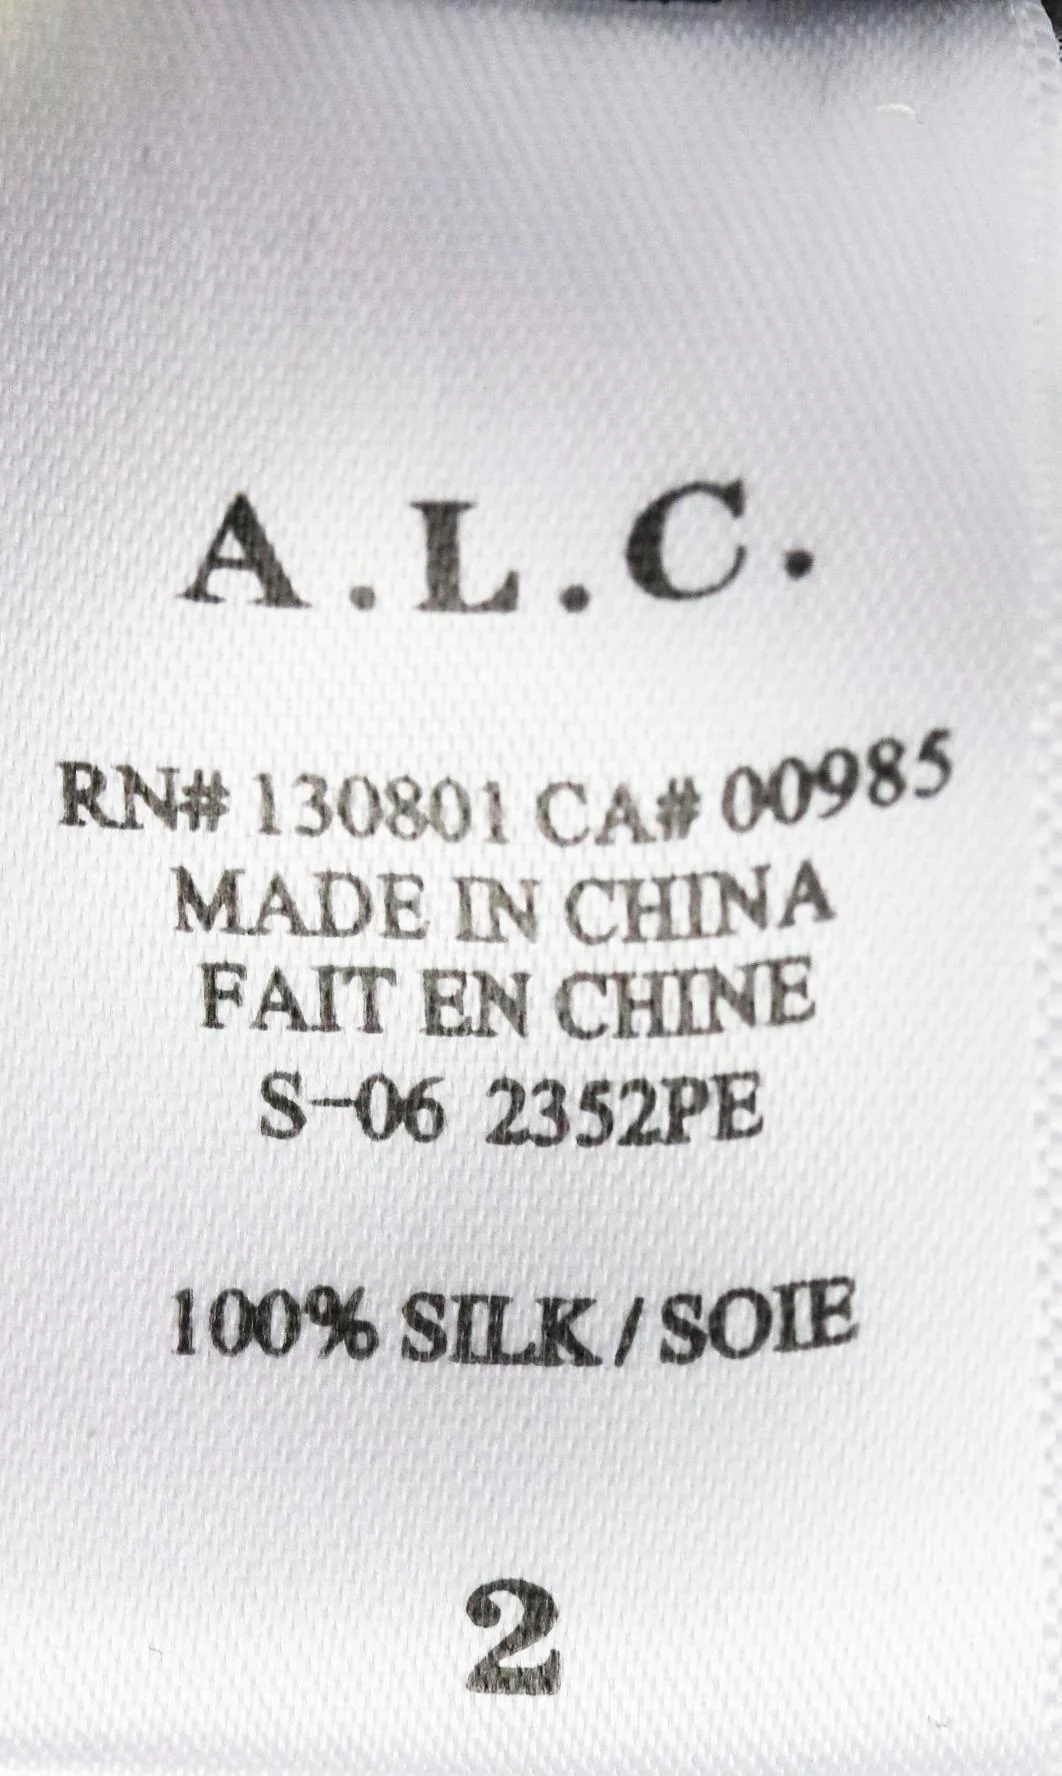 A.L.C.
RN# 130801 CA# 00985
MADE IN CHINA
FAIT EN CHINE
S-06 2352PE
100% SILK / SOIE
2